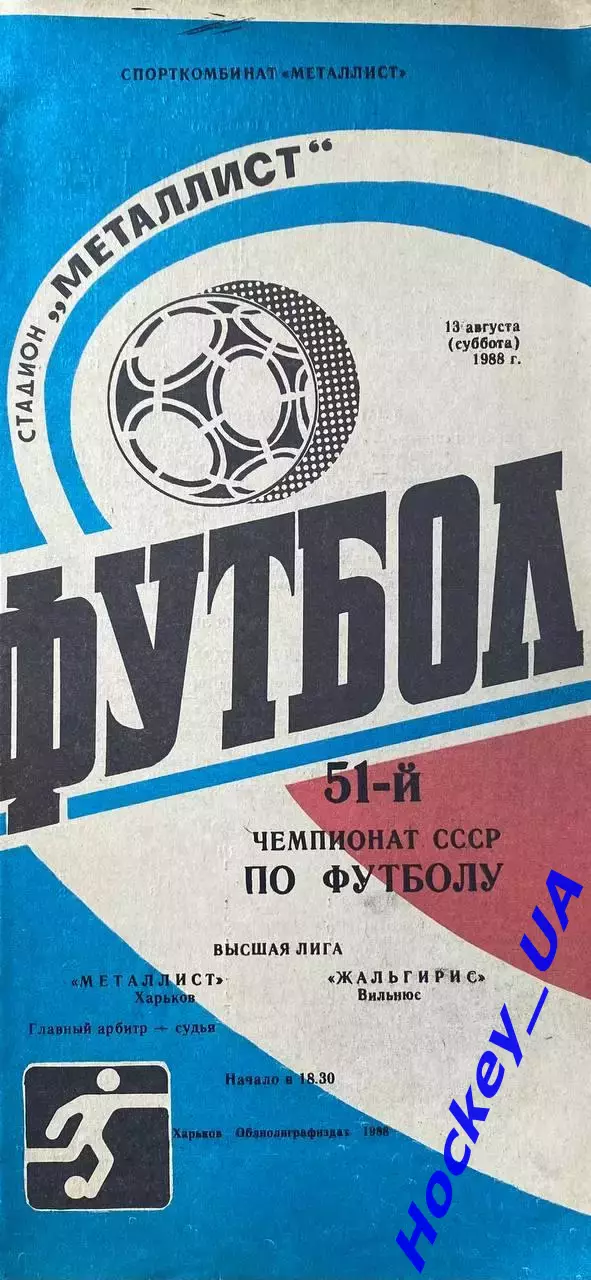 СПОРТКОМБИНАТ «МЕТАЛЛИСТ»
СТАДИОН „МЕТАЛЛИСТ“
13 августа
(суббота)
1988 г.
ФУТБОЛ
51-й
ЧЕМПИОНАТ СССР
ПО ФУТБОЛУ
ВЫСШАЯ ЛИГА
«МЕТАЛЛИСТ» «ЖАЛЬГИРИС»
Харьков Вильнюс
Главный арбитр — судья
Начало в 18.30
Харьков Облполиграфиздат 1988
Hockey_UA